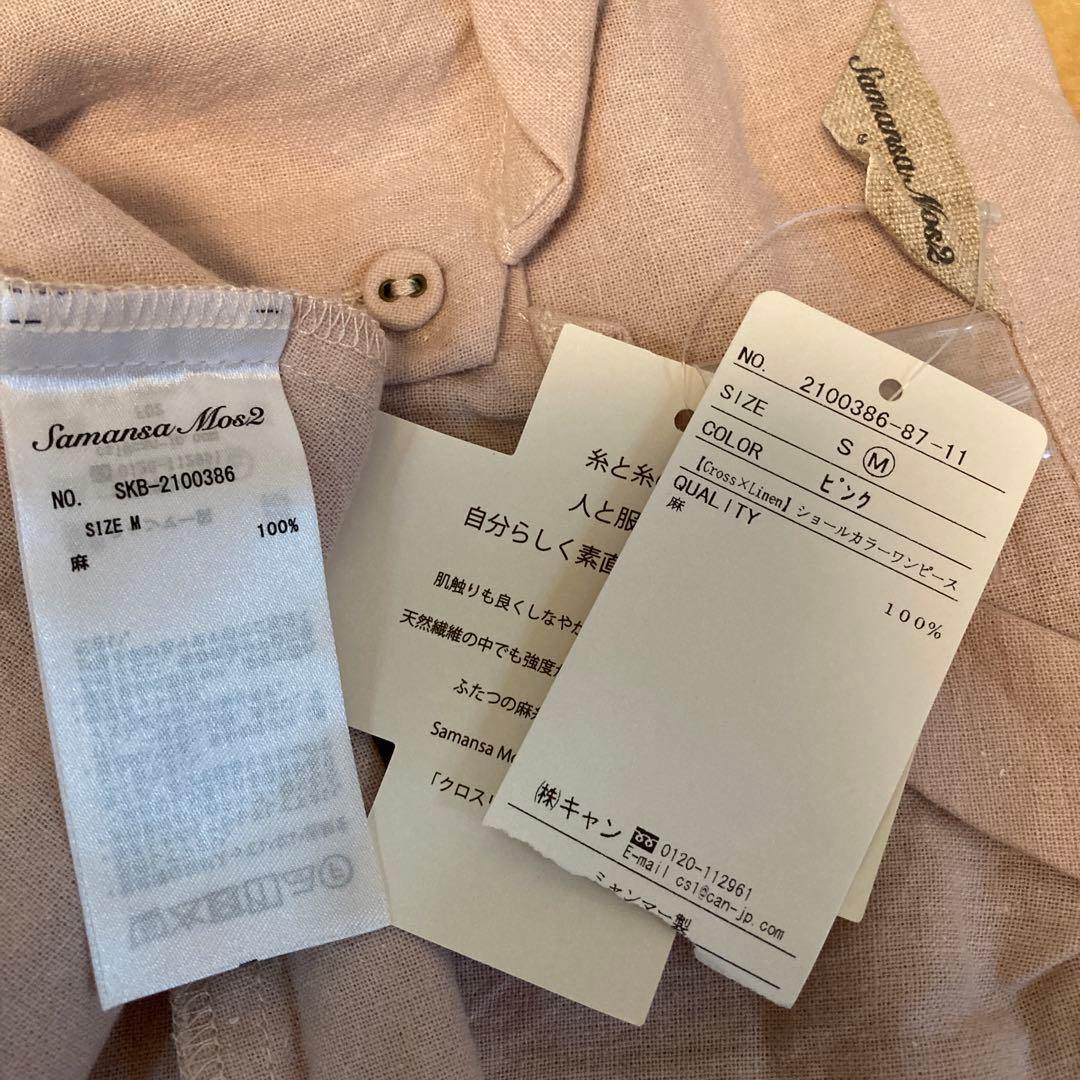 Samansa Mos2
Samansa Mos2
NO. SKB-2100386
SIZE M
麻 100%
糸と糸
人と服
自分らしく素直
肌触りも良くしなやか
天然繊維の中でも強度
ふたつの麻
Samansa Mo
「クロス
NO. 2100386-87-11
SIZE S M
COLOR ピンク
【Cross×Linen】ショールカラーワンピース
QUALITY
麻
100%
㈱キャン
0120-112961
E-mail cs1@can-jp.com
ミャンマー製